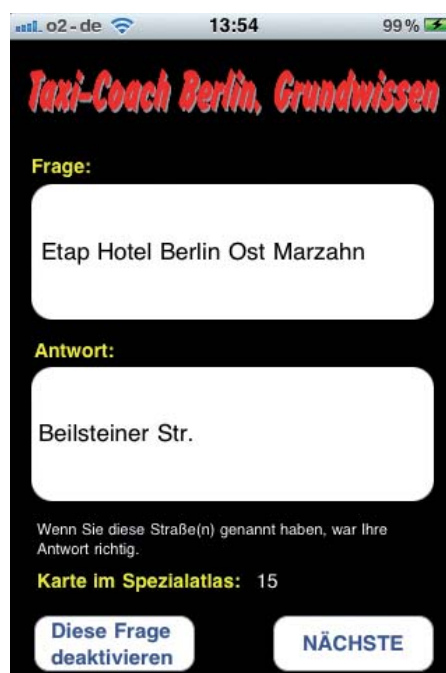 o2-de 13:54 99%
Taxi-Coach Berlin, Grundwissen
Frage:
Etap Hotel Berlin Ost Marzahn
Antwort:
Beilsteiner Str.
Wenn Sie diese Straße(n) genannt haben, war Ihre
Antwort richtig.
Karte im Spezialatlas: 15
Diese Frage
deaktivieren
NÄCHSTE